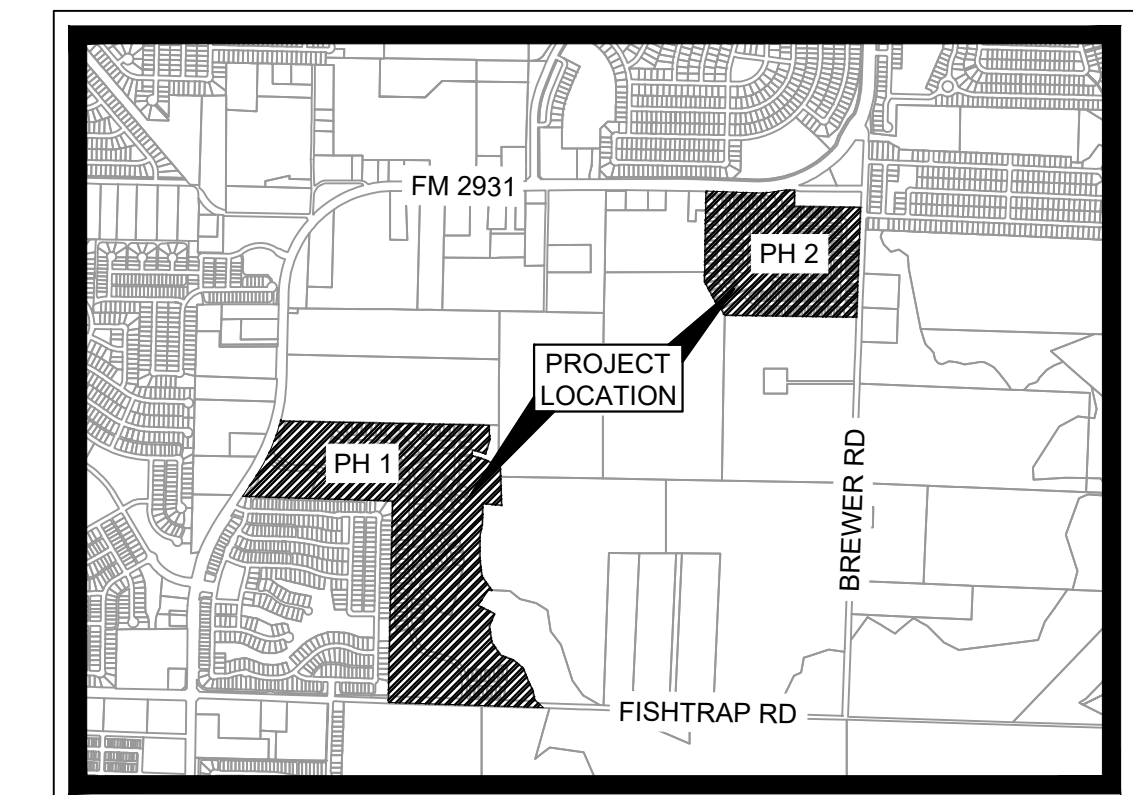 FM 2931
PH 2
PROJECT
LOCATION
PH 1
BREWER RD
FISHTRAP RD